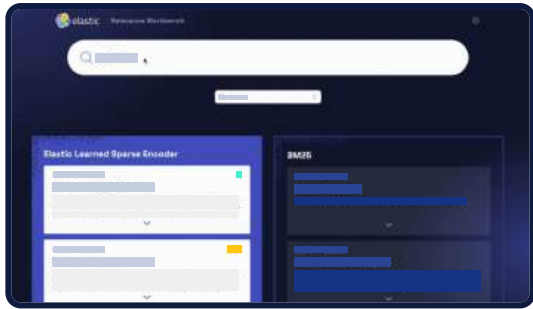 elastic Relevance Workbench
Elastic Learned Sparse Encoder
BM25